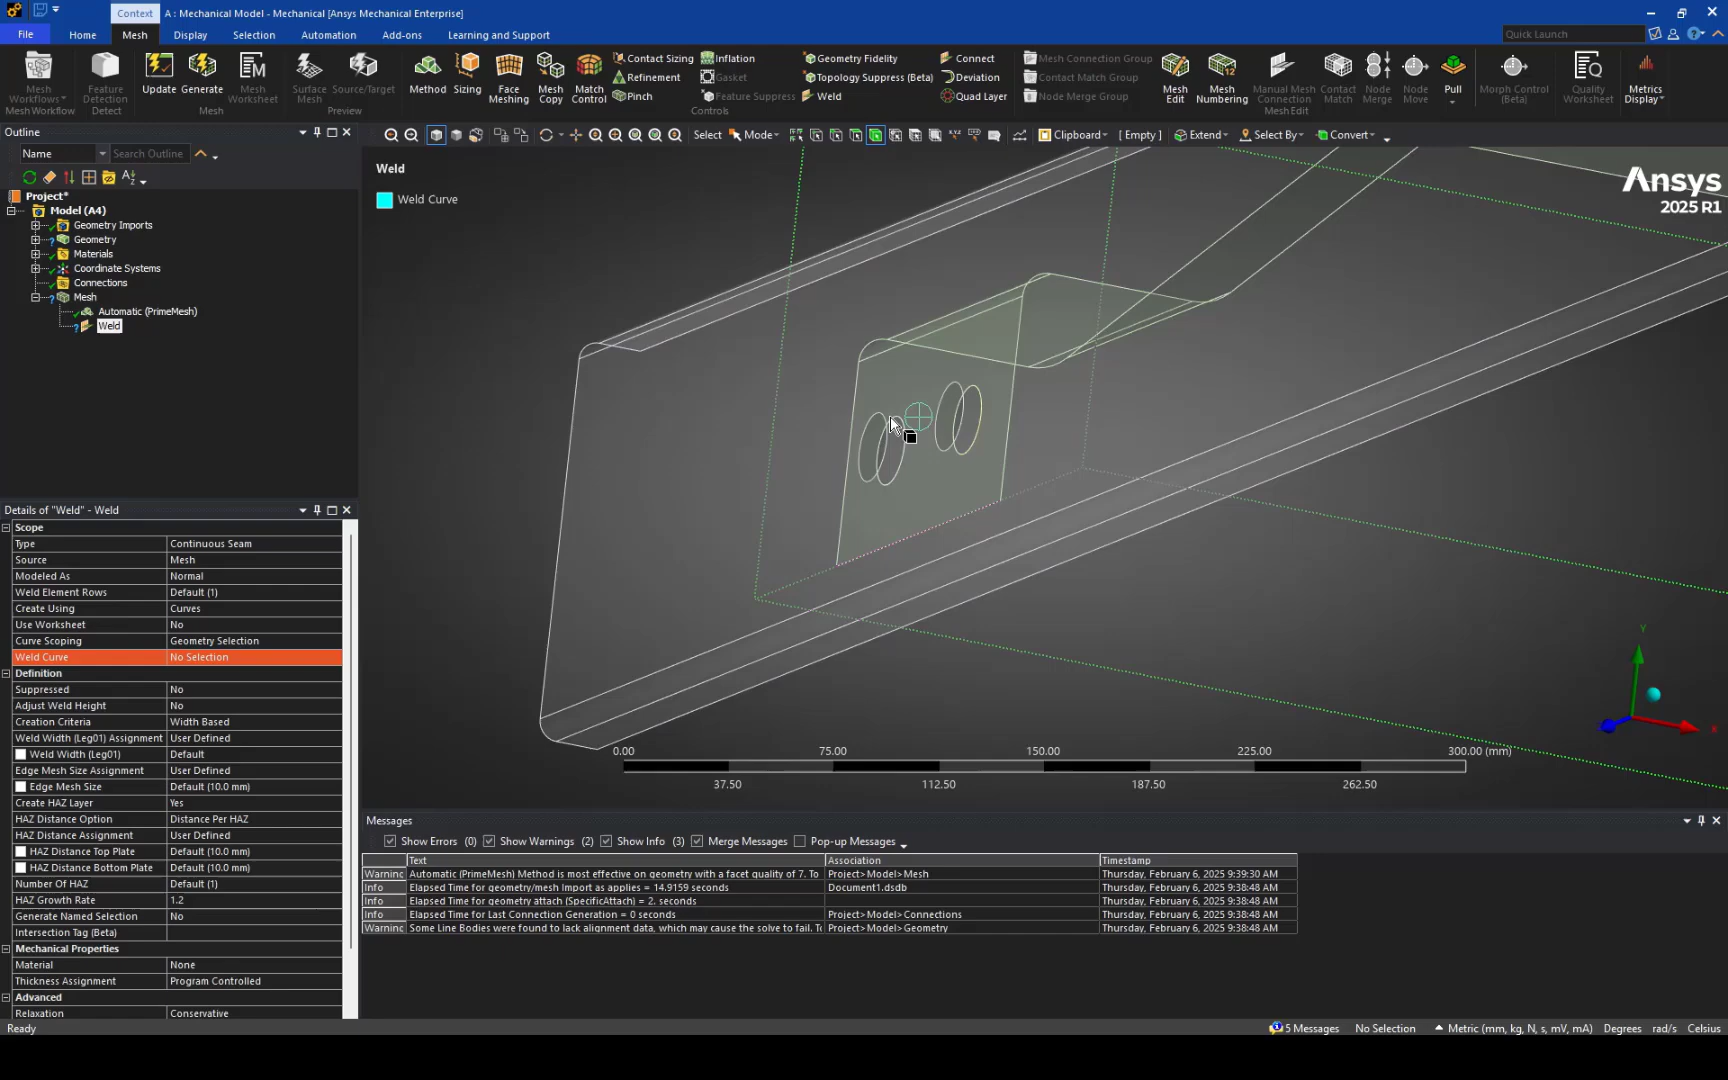 Context
A : Mechanical Model - Mechanical [Ansys Mechanical Enterprise]
File
Home
Mesh
Display
Selection
Automation
Add-ons
Learning and Support
Quick Launch
Mesh Workflows
Feature Detection
Update
Generate
Mesh Worksheet
Surface Mesh
Source/Target
Method
Sizing
Face Meshing
Mesh Copy
Match Control
Contact Sizing
Refinement
Pinch
Inflation
Gasket
Feature Suppress
Geometry Fidelity
Topology Suppress (Beta)
Weld
Connect
Deviation
Quad Layer
Mesh Connection Group
Contact Match Group
Node Merge Group
Mesh Edit
Mesh Numbering
Manual Mesh Connection
Contact Match
Node Merge
Node Move
Pull
Morph Control (Beta)
Quality Worksheet
Metrics Display
Mesh Workflow
Detect
Mesh
Preview
Controls
Mesh Edit
Outline
Select
Mode
Clipboard
[ Empty ]
Extend
Select By
Convert
Name
Search Outline
Project*
Model (A4)
Geometry Imports
Geometry
Materials
Coordinate Systems
Connections
Mesh
Automatic (PrimeMesh)
Weld
Weld
Weld Curve
Ansys
2025 R1
Y
X
0.00 75.00 150.00 225.00 300.00 (mm)
37.50 112.50 187.50 262.50
Details of "Weld" - Weld
Scope
Type Continuous Seam
Source Mesh
Modeled As Normal
Weld Element Rows Default (1)
Create Using Curves
Use Worksheet No
Curve Scoping Geometry Selection
Weld Curve No Selection
Definition
Suppressed No
Adjust Weld Height No
Creation Criteria Width Based
Weld Width (Leg01) Assignment User Defined
Weld Width (Leg01) Default
Edge Mesh Size Assignment User Defined
Edge Mesh Size Default (10.0 mm)
Create HAZ Layer Yes
HAZ Distance Option Distance Per HAZ
HAZ Distance Assignment User Defined
HAZ Distance Top Plate Default (10.0 mm)
HAZ Distance Bottom Plate Default (10.0 mm)
Number Of HAZ Default (1)
HAZ Growth Rate 1.2
Generate Named Selection No
Intersection Tag (Beta)
Mechanical Properties
Material None
Thickness Assignment Program Controlled
Advanced
Relaxation Conservative
Messages
Show Errors (0) Show Warnings (2) Show Info (3) Merge Messages Pop-up Messages
Text Association Timestamp
Warning Automatic (PrimeMesh) Method is most effective on geometry with a facet quality of 7. To Project>Model>Mesh Thursday, February 6, 2025 9:39:30 AM
Info Elapsed Time for geometry/mesh Import as applies = 14.9159 seconds Document1.dsdb Thursday, February 6, 2025 9:38:48 AM
Info Elapsed Time for geometry attach (SpecificAttach) = 2. seconds Thursday, February 6, 2025 9:38:48 AM
Info Elapsed Time for Last Connection Generation = 0 seconds Project>Model>Connections Thursday, February 6, 2025 9:38:48 AM
Warning Some Line Bodies were found to lack alignment data, which may cause the solve to fail. To Project>Model>Geometry Thursday, February 6, 2025 9:38:48 AM
Ready
5 Messages No Selection Metric (mm, kg, N, s, mV, mA) Degrees rad/s Celsius